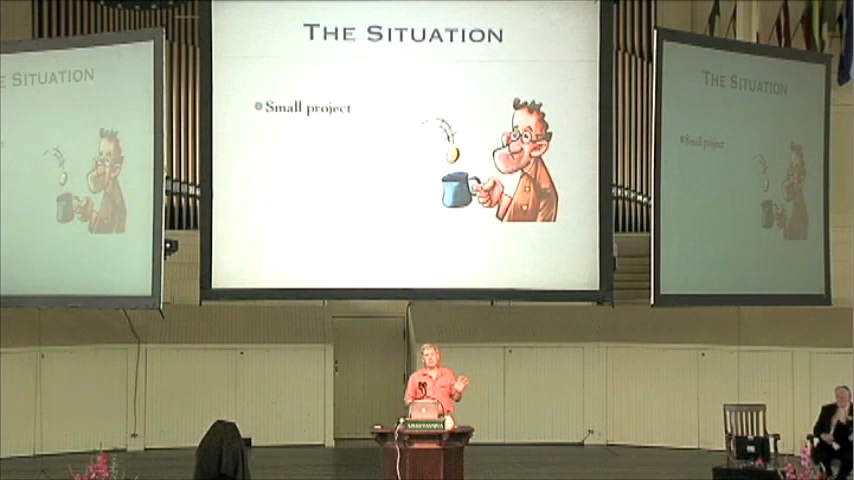 THE SITUATION
Small project
E SITUATION
THE SITUATION
Small project